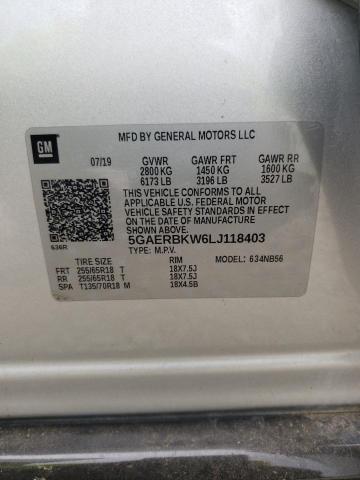 GM
MFD BY GENERAL MOTORS LLC
07/19 GVWR GAWR FRT GAWR RR
2800 KG 1450 KG 1600 KG
6173 LB 3196 LB 3527 LB
THIS VEHICLE CONFORMS TO ALL
APPLICABLE U.S. FEDERAL MOTOR
VEHICLE SAFETY STANDARDS IN EFFECT ON THE
DATE OF MANUFACTURE SHOWN ABOVE.
5GAERBKW6LJ118403
636R TYPE: M.P.V.
TIRE SIZE RIM MODEL: 634NB56
FRT 255/65R18 T 18X7.5J
RR 255/65R18 T 18X7.5J
SPA T135/70R18 M 18X4.5B